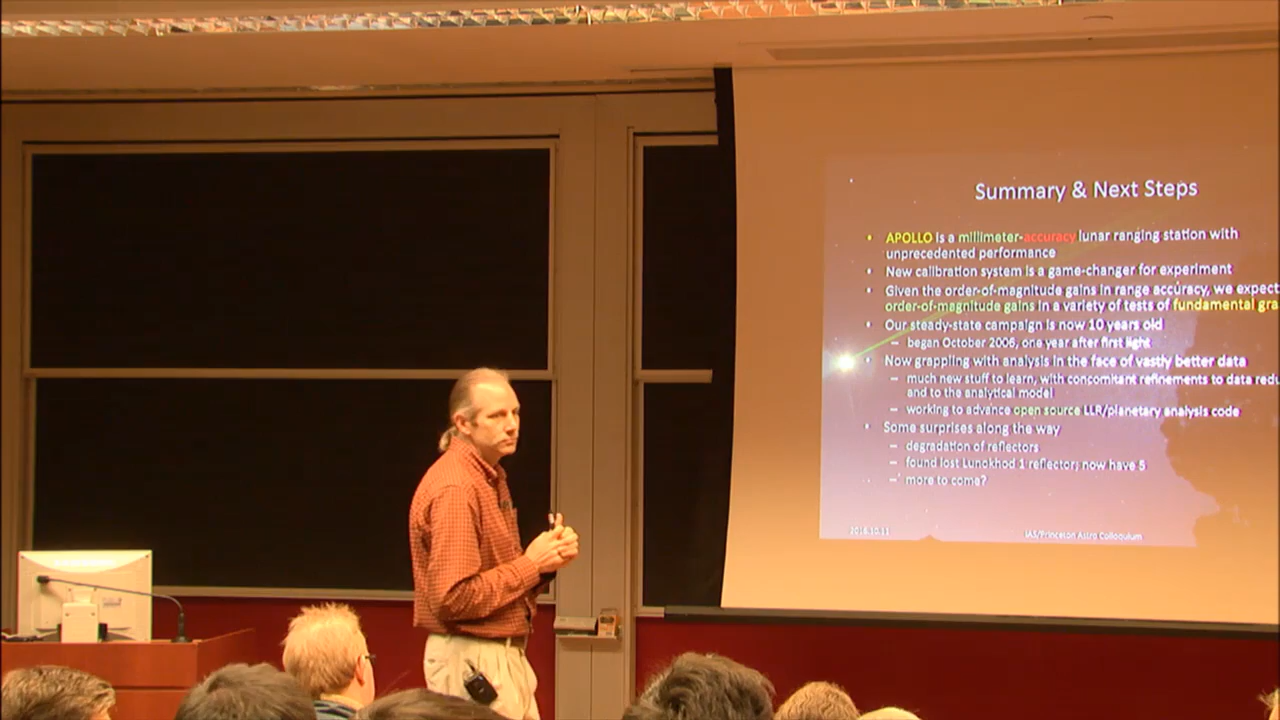 Summary & Next Steps
• APOLLO is a millimeter-accuracy lunar ranging station with
unprecedented performance
• New calibration system is a game-changer for experiment
• Given the order-of-magnitude gains in range accuracy, we expect
order-of-magnitude gains in a variety of tests of fundamental gra
• Our steady-state campaign is now 10 years old
– began October 2006, one year after first light
• Now grappling with analysis in the face of vastly better data
– much new stuff to learn, with concomitant refinements to data redu
and to the analytical model
– working to advance open source LLR/planetary analysis code
• Some surprises along the way
– degradation of reflectors
– found lost Lunokhod 1 reflector; now have 5
– more to come?
2016.10.11
IAS/Princeton Astro Colloquium